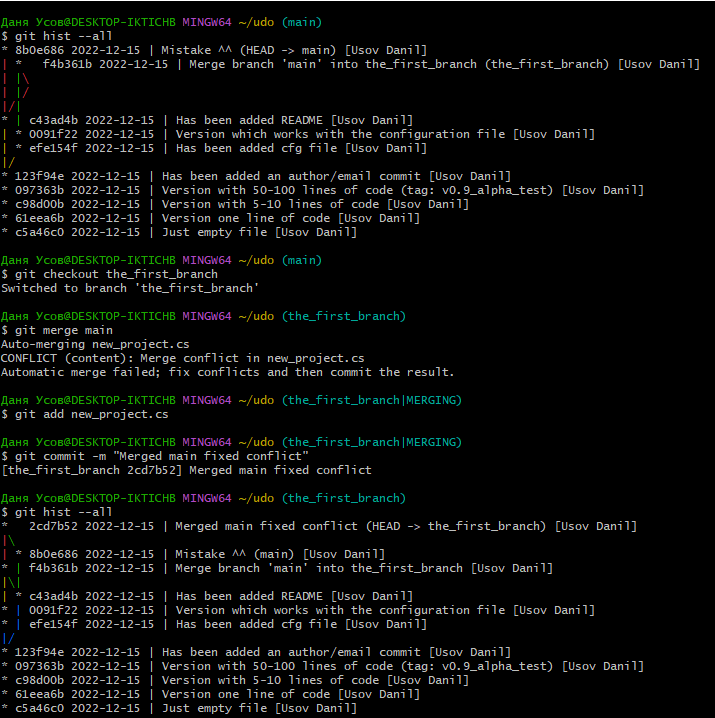 Даня Усов@DESKTOP-IKTICHB MINGW64 ~/udo (main)
$ git hist --all
* 8b0e686 2022-12-15 | Mistake ^^ (HEAD -> main) [Usov Danil]
| *   f4b361b 2022-12-15 | Merge branch 'main' into the_first_branch (the_first_branch) [Usov Danil]
| |\
| |/
|/|
* | c43ad4b 2022-12-15 | Has been added README [Usov Danil]
| * 0091f22 2022-12-15 | Version which works with the configuration file [Usov Danil]
| * efe154f 2022-12-15 | Has been added cfg file [Usov Danil]
|/
* 123f94e 2022-12-15 | Has been added an author/email commit [Usov Danil]
* 097363b 2022-12-15 | Version with 50-100 lines of code (tag: v0.9_alpha_test) [Usov Danil]
* c98d00b 2022-12-15 | Version with 5-10 lines of code [Usov Danil]
* 61eea6b 2022-12-15 | Version one line of code [Usov Danil]
* c5a46c0 2022-12-15 | Just empty file [Usov Danil]
Даня Усов@DESKTOP-IKTICHB MINGW64 ~/udo (main)
$ git checkout the_first_branch
Switched to branch 'the_first_branch'
Даня Усов@DESKTOP-IKTICHB MINGW64 ~/udo (the_first_branch)
$ git merge main
Auto-merging new_project.cs
CONFLICT (content): Merge conflict in new_project.cs
Automatic merge failed; fix conflicts and then commit the result.
Даня Усов@DESKTOP-IKTICHB MINGW64 ~/udo (the_first_branch|MERGING)
$ git add new_project.cs
Даня Усов@DESKTOP-IKTICHB MINGW64 ~/udo (the_first_branch|MERGING)
$ git commit -m "Merged main fixed conflict"
[the_first_branch 2cd7b52] Merged main fixed conflict
Даня Усов@DESKTOP-IKTICHB MINGW64 ~/udo (the_first_branch)
$ git hist --all
*   2cd7b52 2022-12-15 | Merged main fixed conflict (HEAD -> the_first_branch) [Usov Danil]
|\
| * 8b0e686 2022-12-15 | Mistake ^^ (main) [Usov Danil]
* | f4b361b 2022-12-15 | Merge branch 'main' into the_first_branch [Usov Danil]
|\|
| * c43ad4b 2022-12-15 | Has been added README [Usov Danil]
* | 0091f22 2022-12-15 | Version which works with the configuration file [Usov Danil]
* | efe154f 2022-12-15 | Has been added cfg file [Usov Danil]
|/
* 123f94e 2022-12-15 | Has been added an author/email commit [Usov Danil]
* 097363b 2022-12-15 | Version with 50-100 lines of code (tag: v0.9_alpha_test) [Usov Danil]
* c98d00b 2022-12-15 | Version with 5-10 lines of code [Usov Danil]
* 61eea6b 2022-12-15 | Version one line of code [Usov Danil]
* c5a46c0 2022-12-15 | Just empty file [Usov Danil]